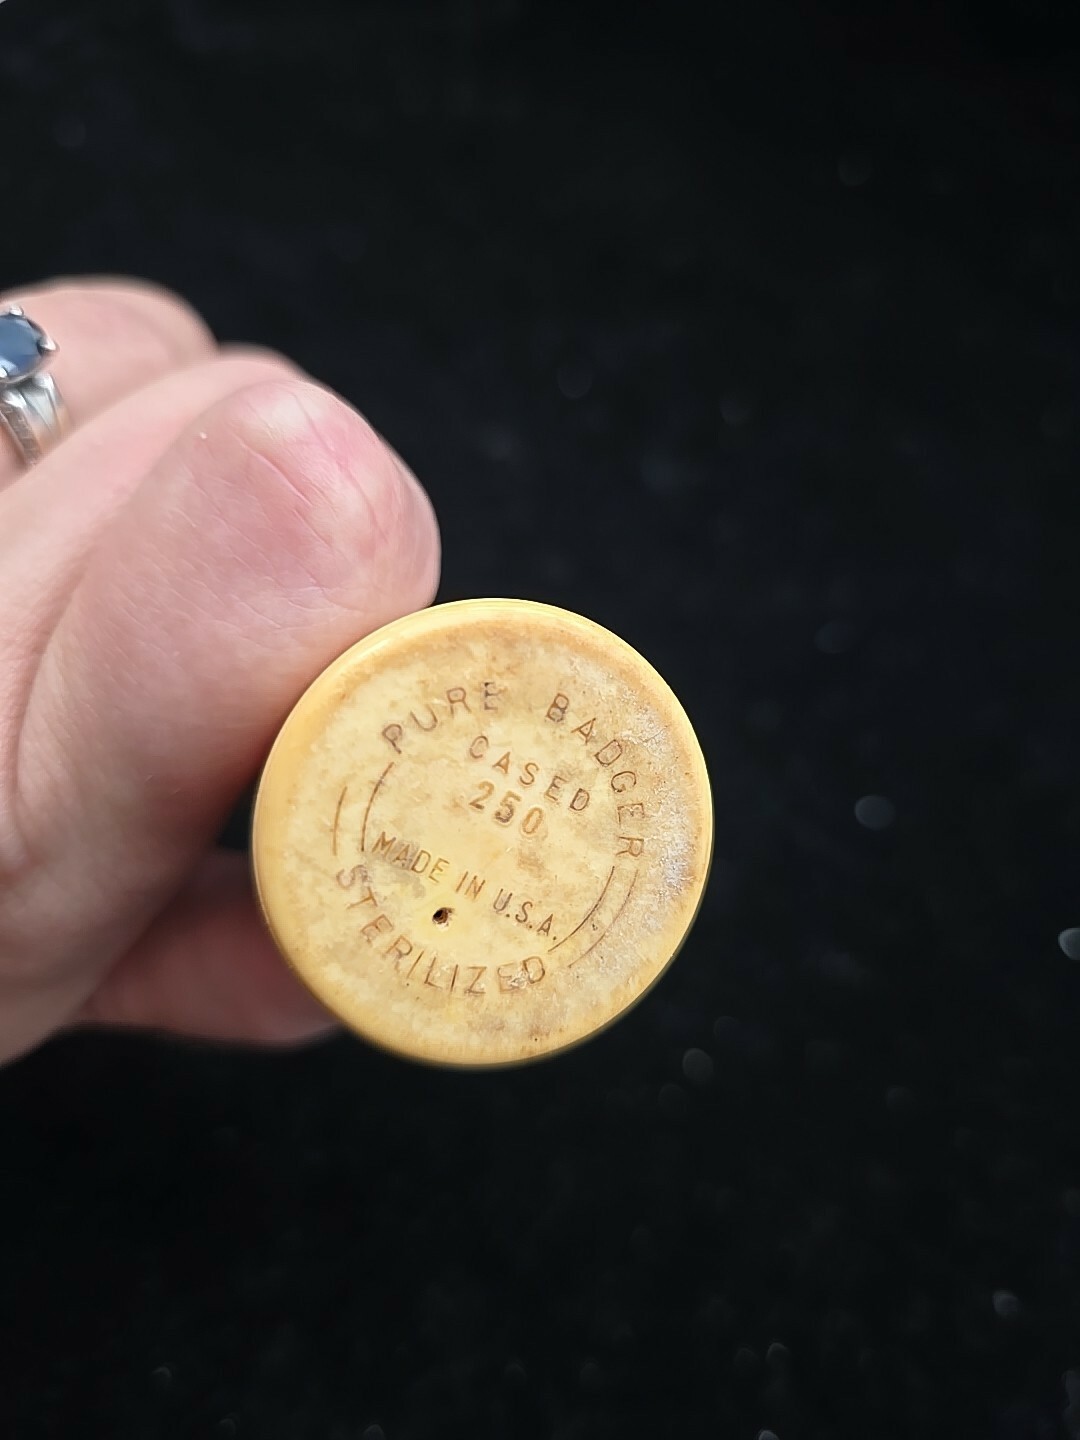 PURE BADGER
CASED
250
MADE IN U.S.A.
STERILIZED